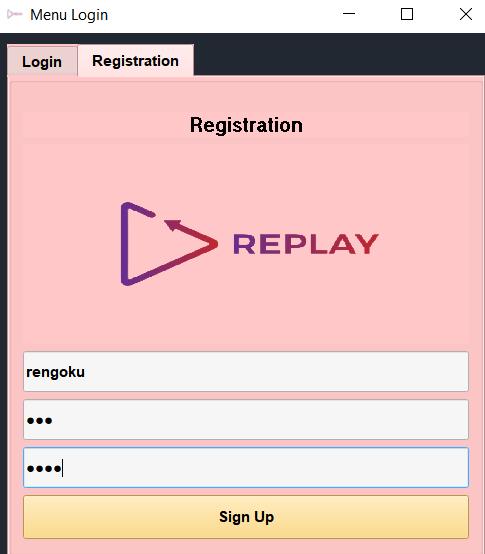 Menu Login
Login
Registration
Registration
REPLAY
rengoku
•••
••••
Sign Up